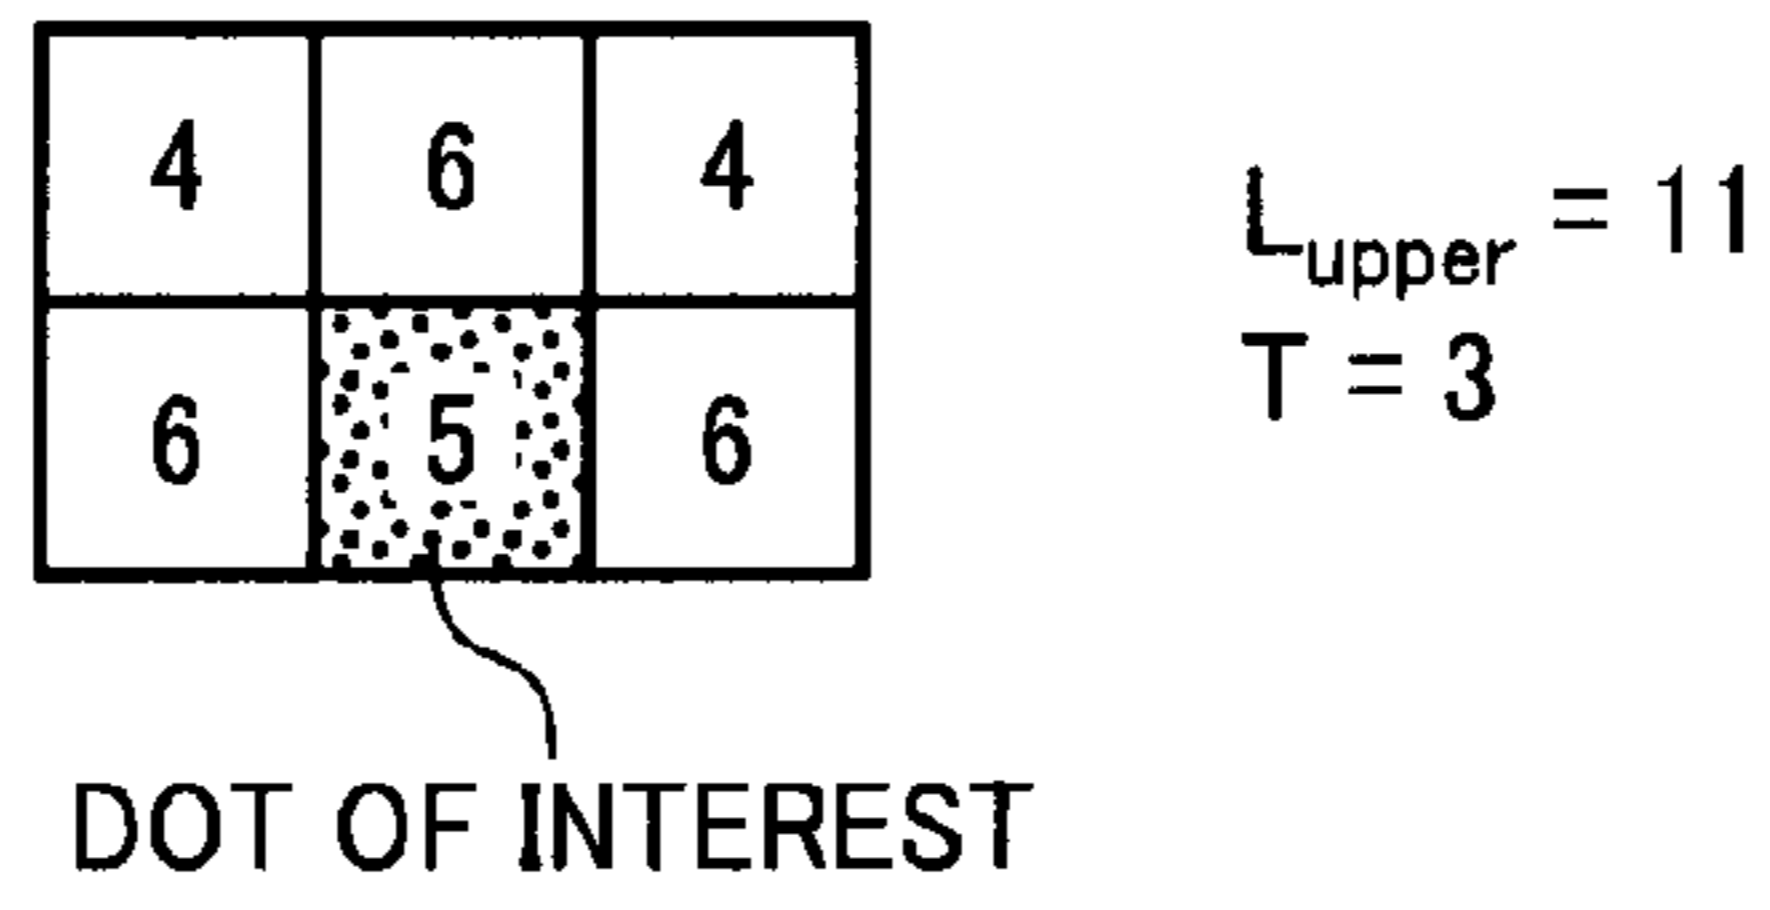 4 6 4
6 5 6
L_upper = 11
T = 3
DOT OF INTEREST